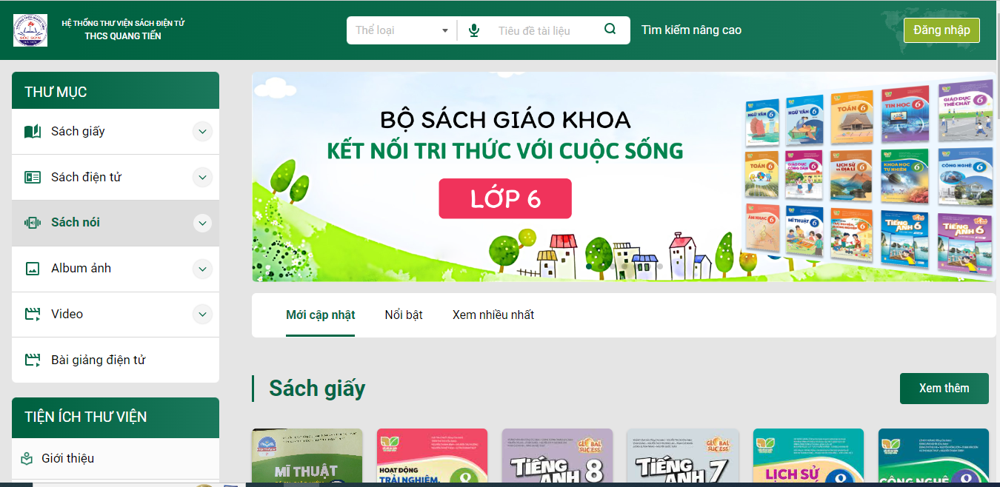 HỆ THỐNG THƯ VIỆN SÁCH ĐIỆN TỬ
THCS QUANG TIẾN
Thể loại
Tiêu đề tài liệu
Tìm kiếm nâng cao
Đăng nhập
THƯ MỤC
Sách giấy
Sách điện tử
Sách nói
Album ảnh
Video
Bài giảng điện tử
TIỆN ÍCH THƯ VIỆN
Giới thiệu
BỘ SÁCH GIÁO KHOA
KẾT NỐI TRI THỨC VỚI CUỘC SỐNG
LỚP 6
NGỮ VĂN 6
NGỮ VĂN 6
TOÁN 6
TIN HỌC 6
GIÁO DỤC THỂ CHẤT 6
TOÁN 6
GIÁO DỤC CÔNG DÂN 6
LỊCH SỬ VÀ ĐỊA LÍ 6
KHOA HỌC TỰ NHIÊN 6
CÔNG NGHỆ 6
ÂM NHẠC 6
MĨ THUẬT 6
TIẾNG ANH 6
TIẾNG ANH 6
Mới cập nhật
Nổi bật
Xem nhiều nhất
Sách giấy
Xem thêm
MĨ THUẬT
HOẠT ĐỘNG
TRẢI NGHIỆM,
8
GLOBAL SUCCESS
TIẾNG ANH 8
GLOBAL SUCCESS
TIẾNG ANH 7
LỊCH SỬ
8
CÔNG NGHỆ 8